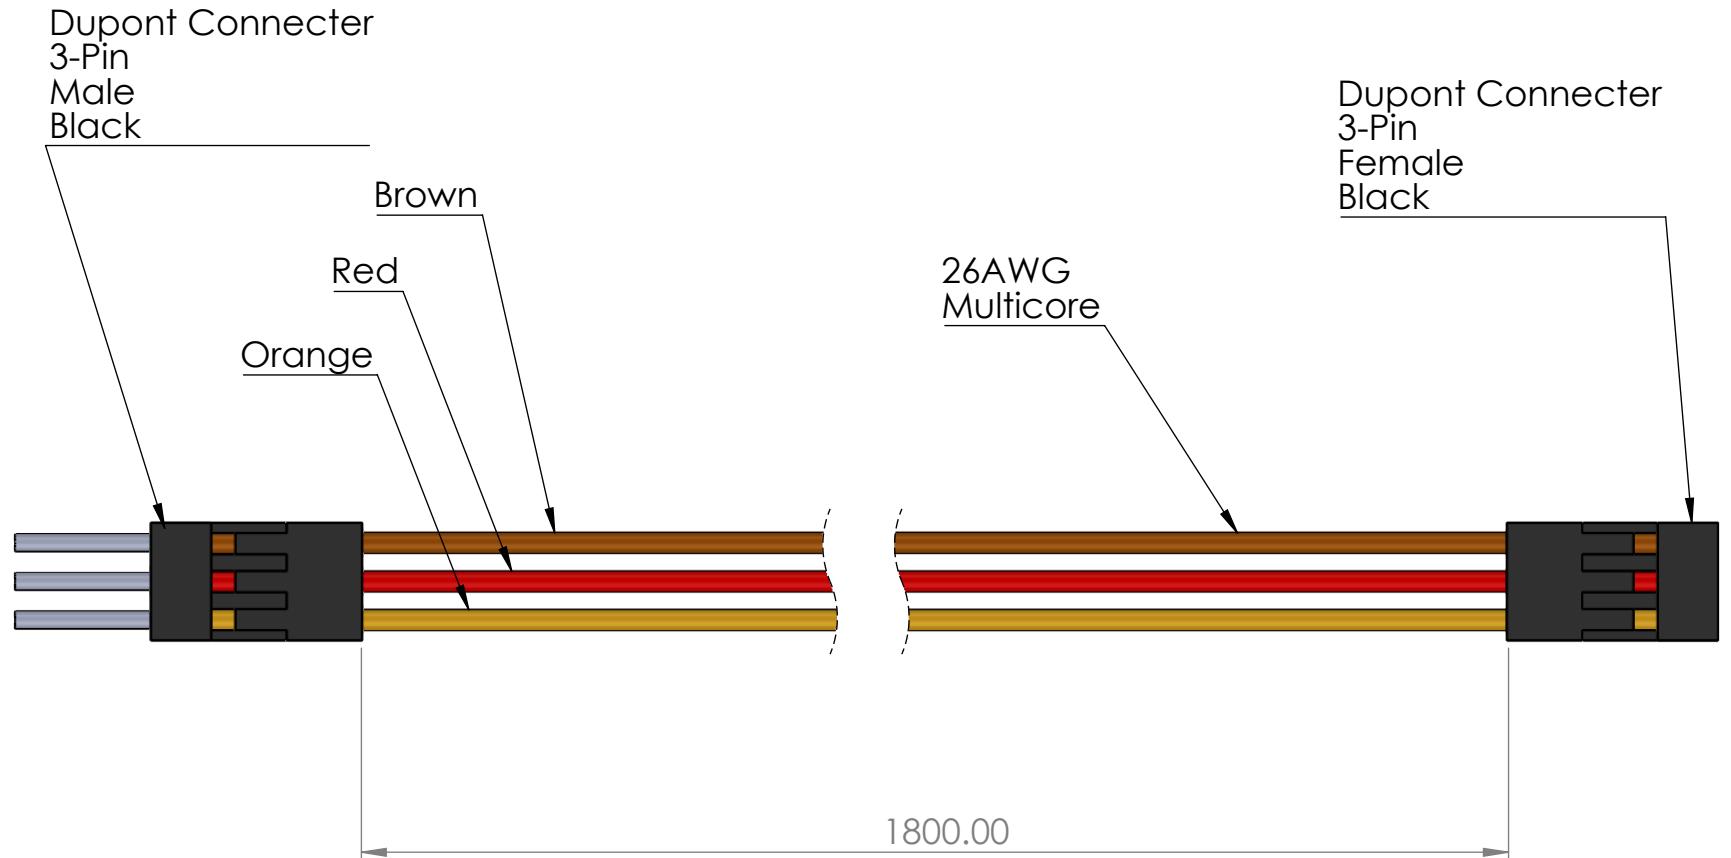 Dupont Connecter
3-Pin
Male
Black
Dupont Connecter
3-Pin
Female
Black
Brown
Red
26AWG
Multicore
Orange
1800.00